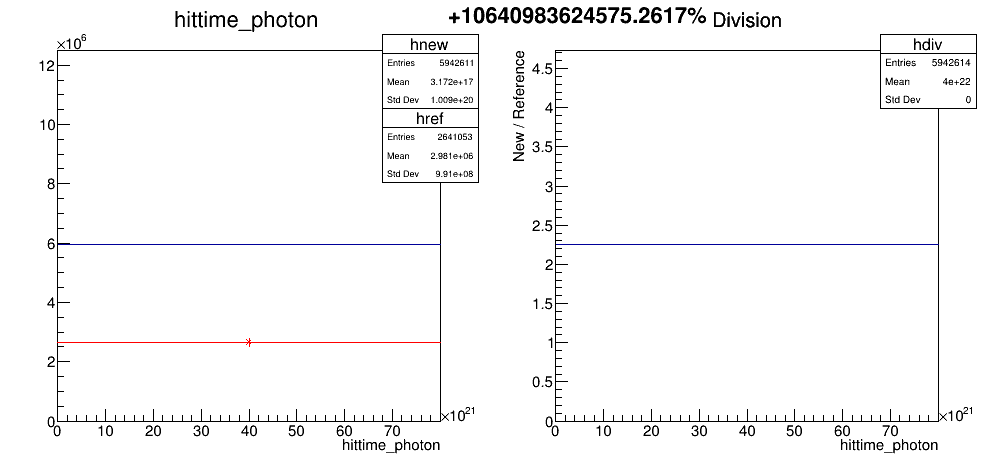 hittime_photon
+10640983624575.2617% Division
×10⁶
hnew
Entries 5942611
Mean 3.172e+17
Std Dev 1.009e+20
href
Entries 2641053
Mean 2.981e+06
Std Dev 9.91e+08
12
10
8
6
4
2
0
0 10 20 30 40 50 60 70
×10²¹
hittime_photon
hdiv
Entries 5942614
Mean 4e+22
Std Dev 0
New / Reference
4.5
4
3.5
3
2.5
2
1.5
1
0.5
0
0 10 20 30 40 50 60 70
×10²¹
hittime_photon